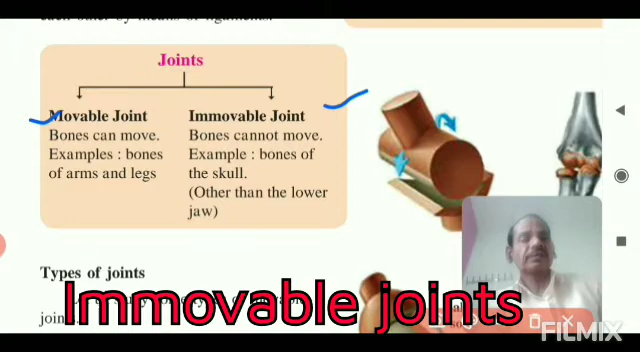 Joints
Movable Joint
Bones can move.
Examples : bones
of arms and legs
Immovable Joint
Bones cannot move.
Example : bones of
the skull.
(Other than the lower
jaw)
Types of joints
Immovable joints
joints.
FILMIX